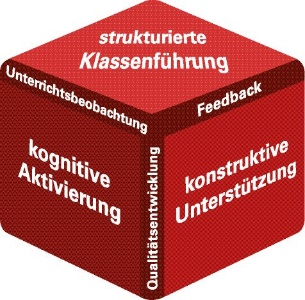 strukturierte
Klassenführung
Unterrichtsbeobachtung
Feedback
kognitive
Aktivierung
Qualitätsentwicklung
konstruktive
Unterstützung